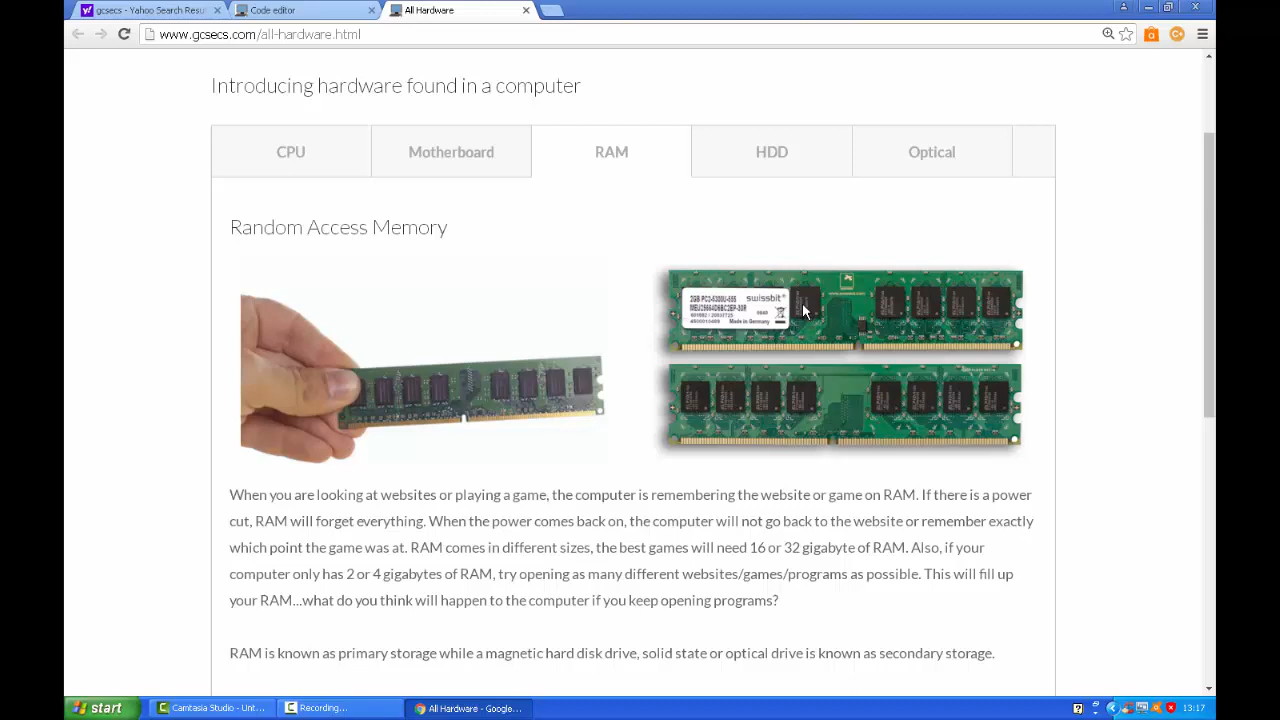 gcsecs - Yahoo Search Resul
Code editor
All Hardware
www.gcsecs.com/all-hardware.html
Introducing hardware found in a computer
CPU
Motherboard
RAM
HDD
Optical
Random Access Memory
swissbit
Made in Germany
When you are looking at websites or playing a game, the computer is remembering the website or game on RAM. If there is a power
cut, RAM will forget everything. When the power comes back on, the computer will not go back to the website or remember exactly
which point the game was at. RAM comes in different sizes, the best games will need 16 or 32 gigabyte of RAM. Also, if your
computer only has 2 or 4 gigabytes of RAM, try opening as many different websites/games/programs as possible. This will fill up
your RAM...what do you think will happen to the computer if you keep opening programs?
RAM is known as primary storage while a magnetic hard disk drive, solid state or optical drive is known as secondary storage.
start
Camtasia Studio - Unt...
Recording...
All Hardware - Google...
13:17